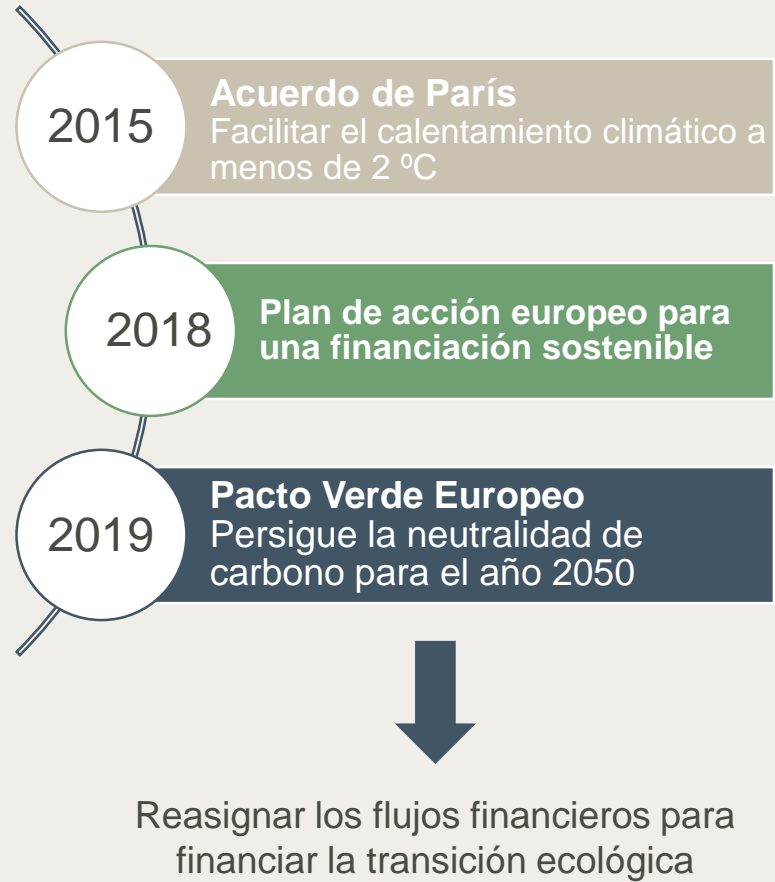 2015
Acuerdo de París
Facilitar el calentamiento climático a
menos de 2 ºC
2018
Plan de acción europeo para
una financiación sostenible
2019
Pacto Verde Europeo
Persigue la neutralidad de
carbono para el año 2050
Reasignar los flujos financieros para
financiar la transición ecológica